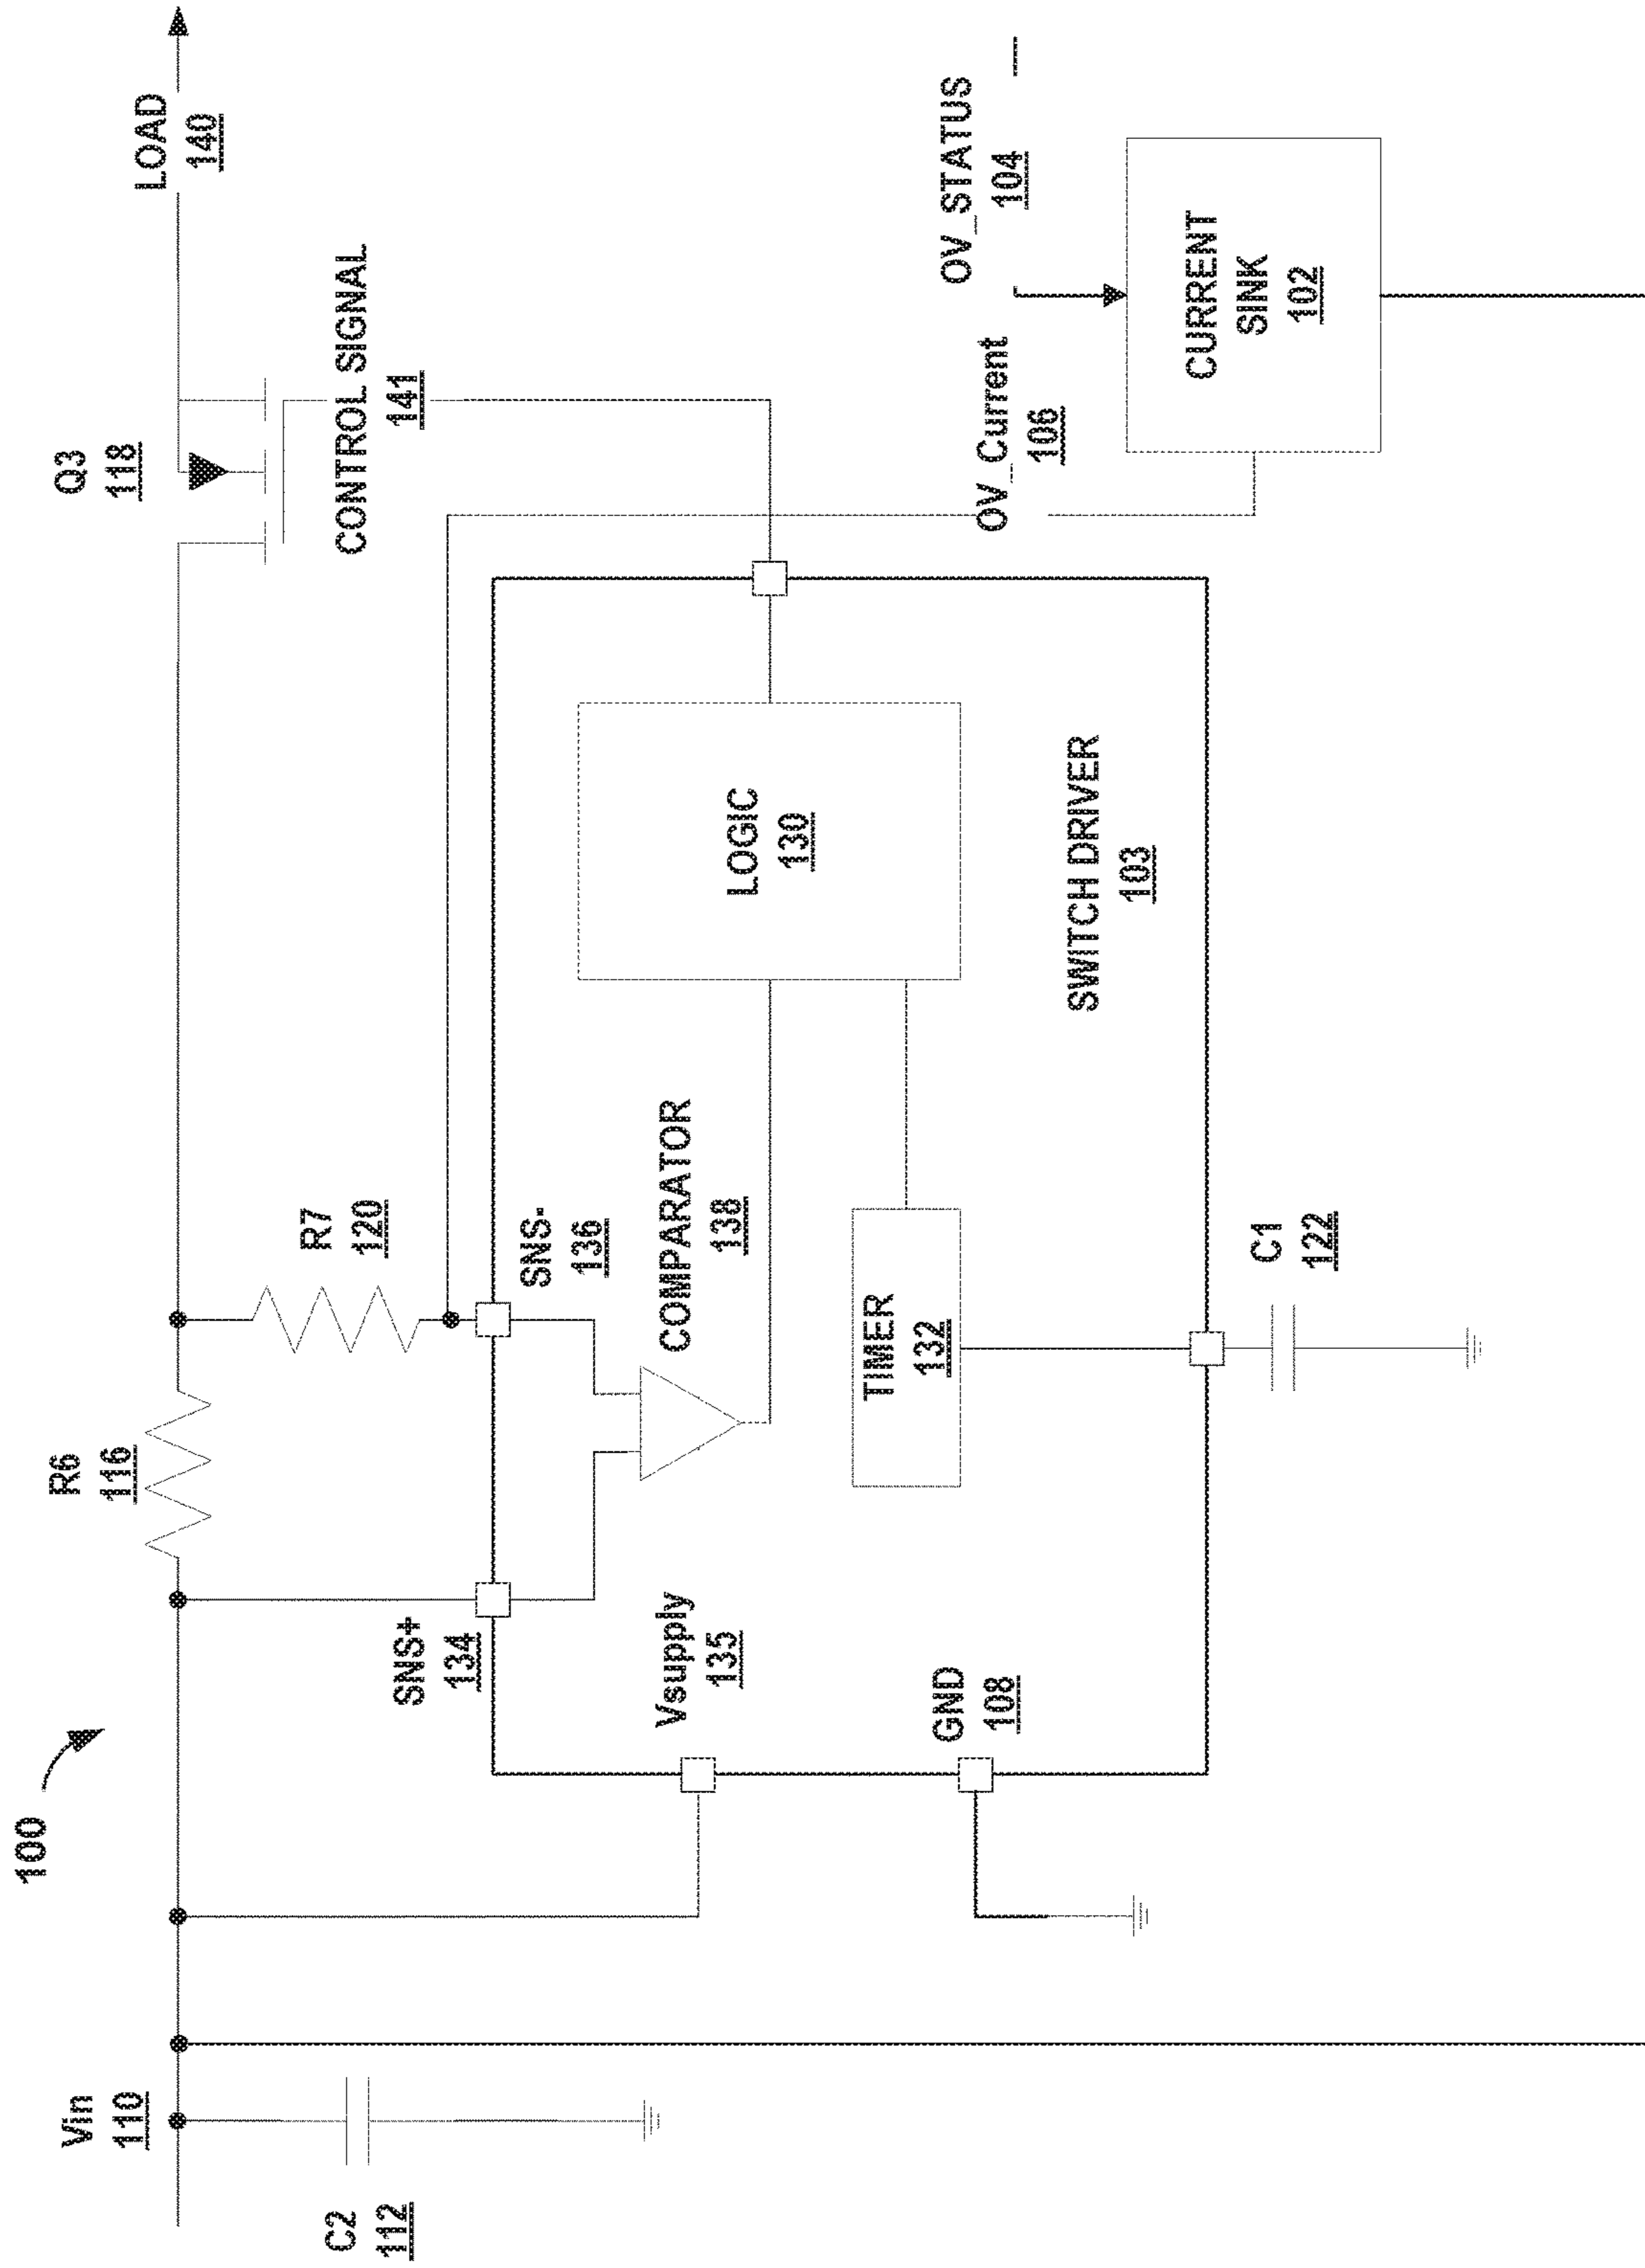 100
Vin
110
C2
112
R6
116
R7
120
Q3
118
LOAD
140
CONTROL SIGNAL
141
SNS+
134
SNS-
136
Vsupply
135
GND
108
COMPARATOR
138
LOGIC
130
TIMER
132
SWITCH DRIVER
103
C1
122
OV_STATUS
104
OV_Current
106
CURRENT
SINK
102